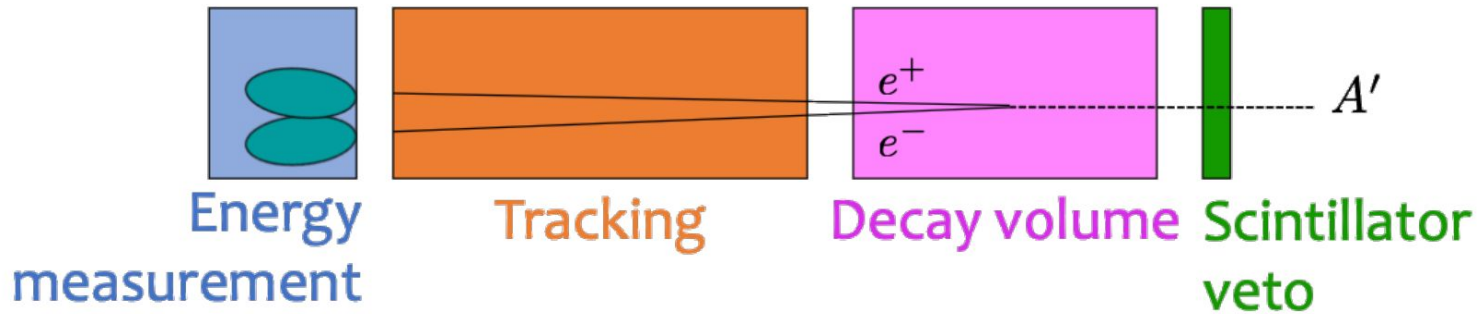 e⁺
e⁻
A′
Energy
measurement
Tracking
Decay volume
Scintillator
veto